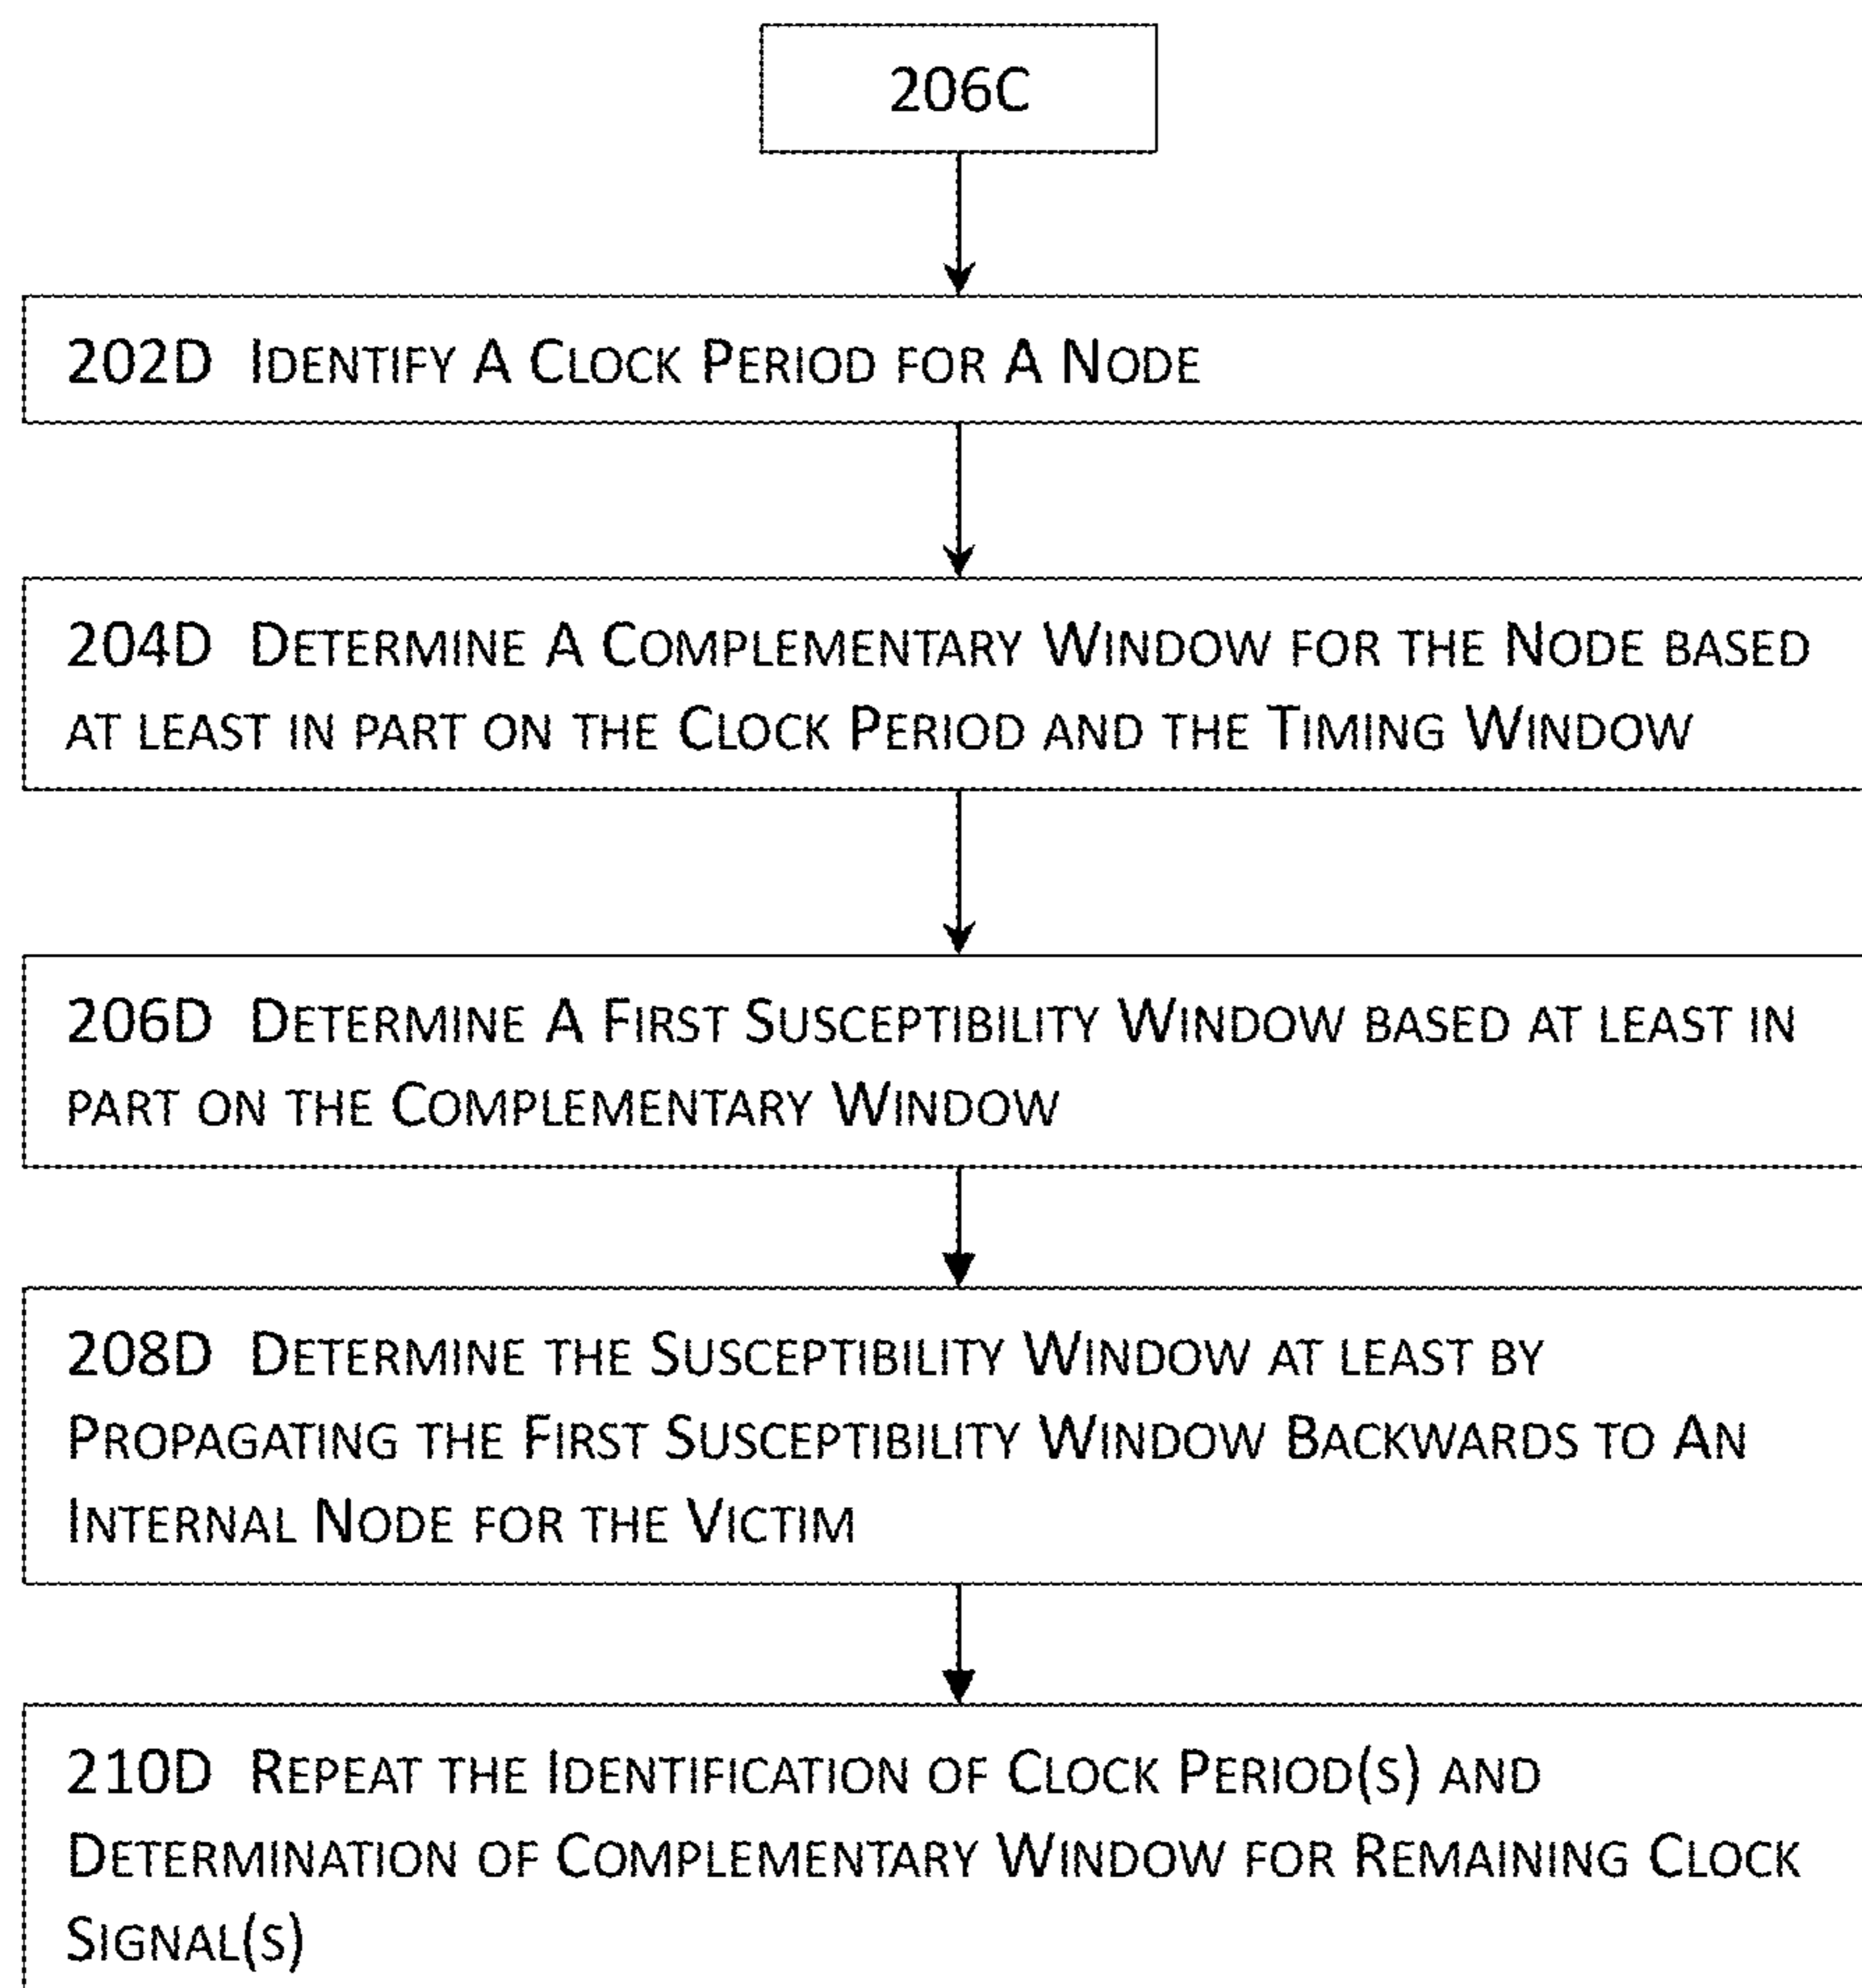 206C
202D IDENTIFY A CLOCK PERIOD FOR A NODE
204D DETERMINE A COMPLEMENTARY WINDOW FOR THE NODE BASED
AT LEAST IN PART ON THE CLOCK PERIOD AND THE TIMING WINDOW
206D DETERMINE A FIRST SUSCEPTIBILITY WINDOW BASED AT LEAST IN
PART ON THE COMPLEMENTARY WINDOW
208D DETERMINE THE SUSCEPTIBILITY WINDOW AT LEAST BY
PROPAGATING THE FIRST SUSCEPTIBILITY WINDOW BACKWARDS TO AN
INTERNAL NODE FOR THE VICTIM
210D REPEAT THE IDENTIFICATION OF CLOCK PERIOD(S) AND
DETERMINATION OF COMPLEMENTARY WINDOW FOR REMAINING CLOCK
SIGNAL(S)